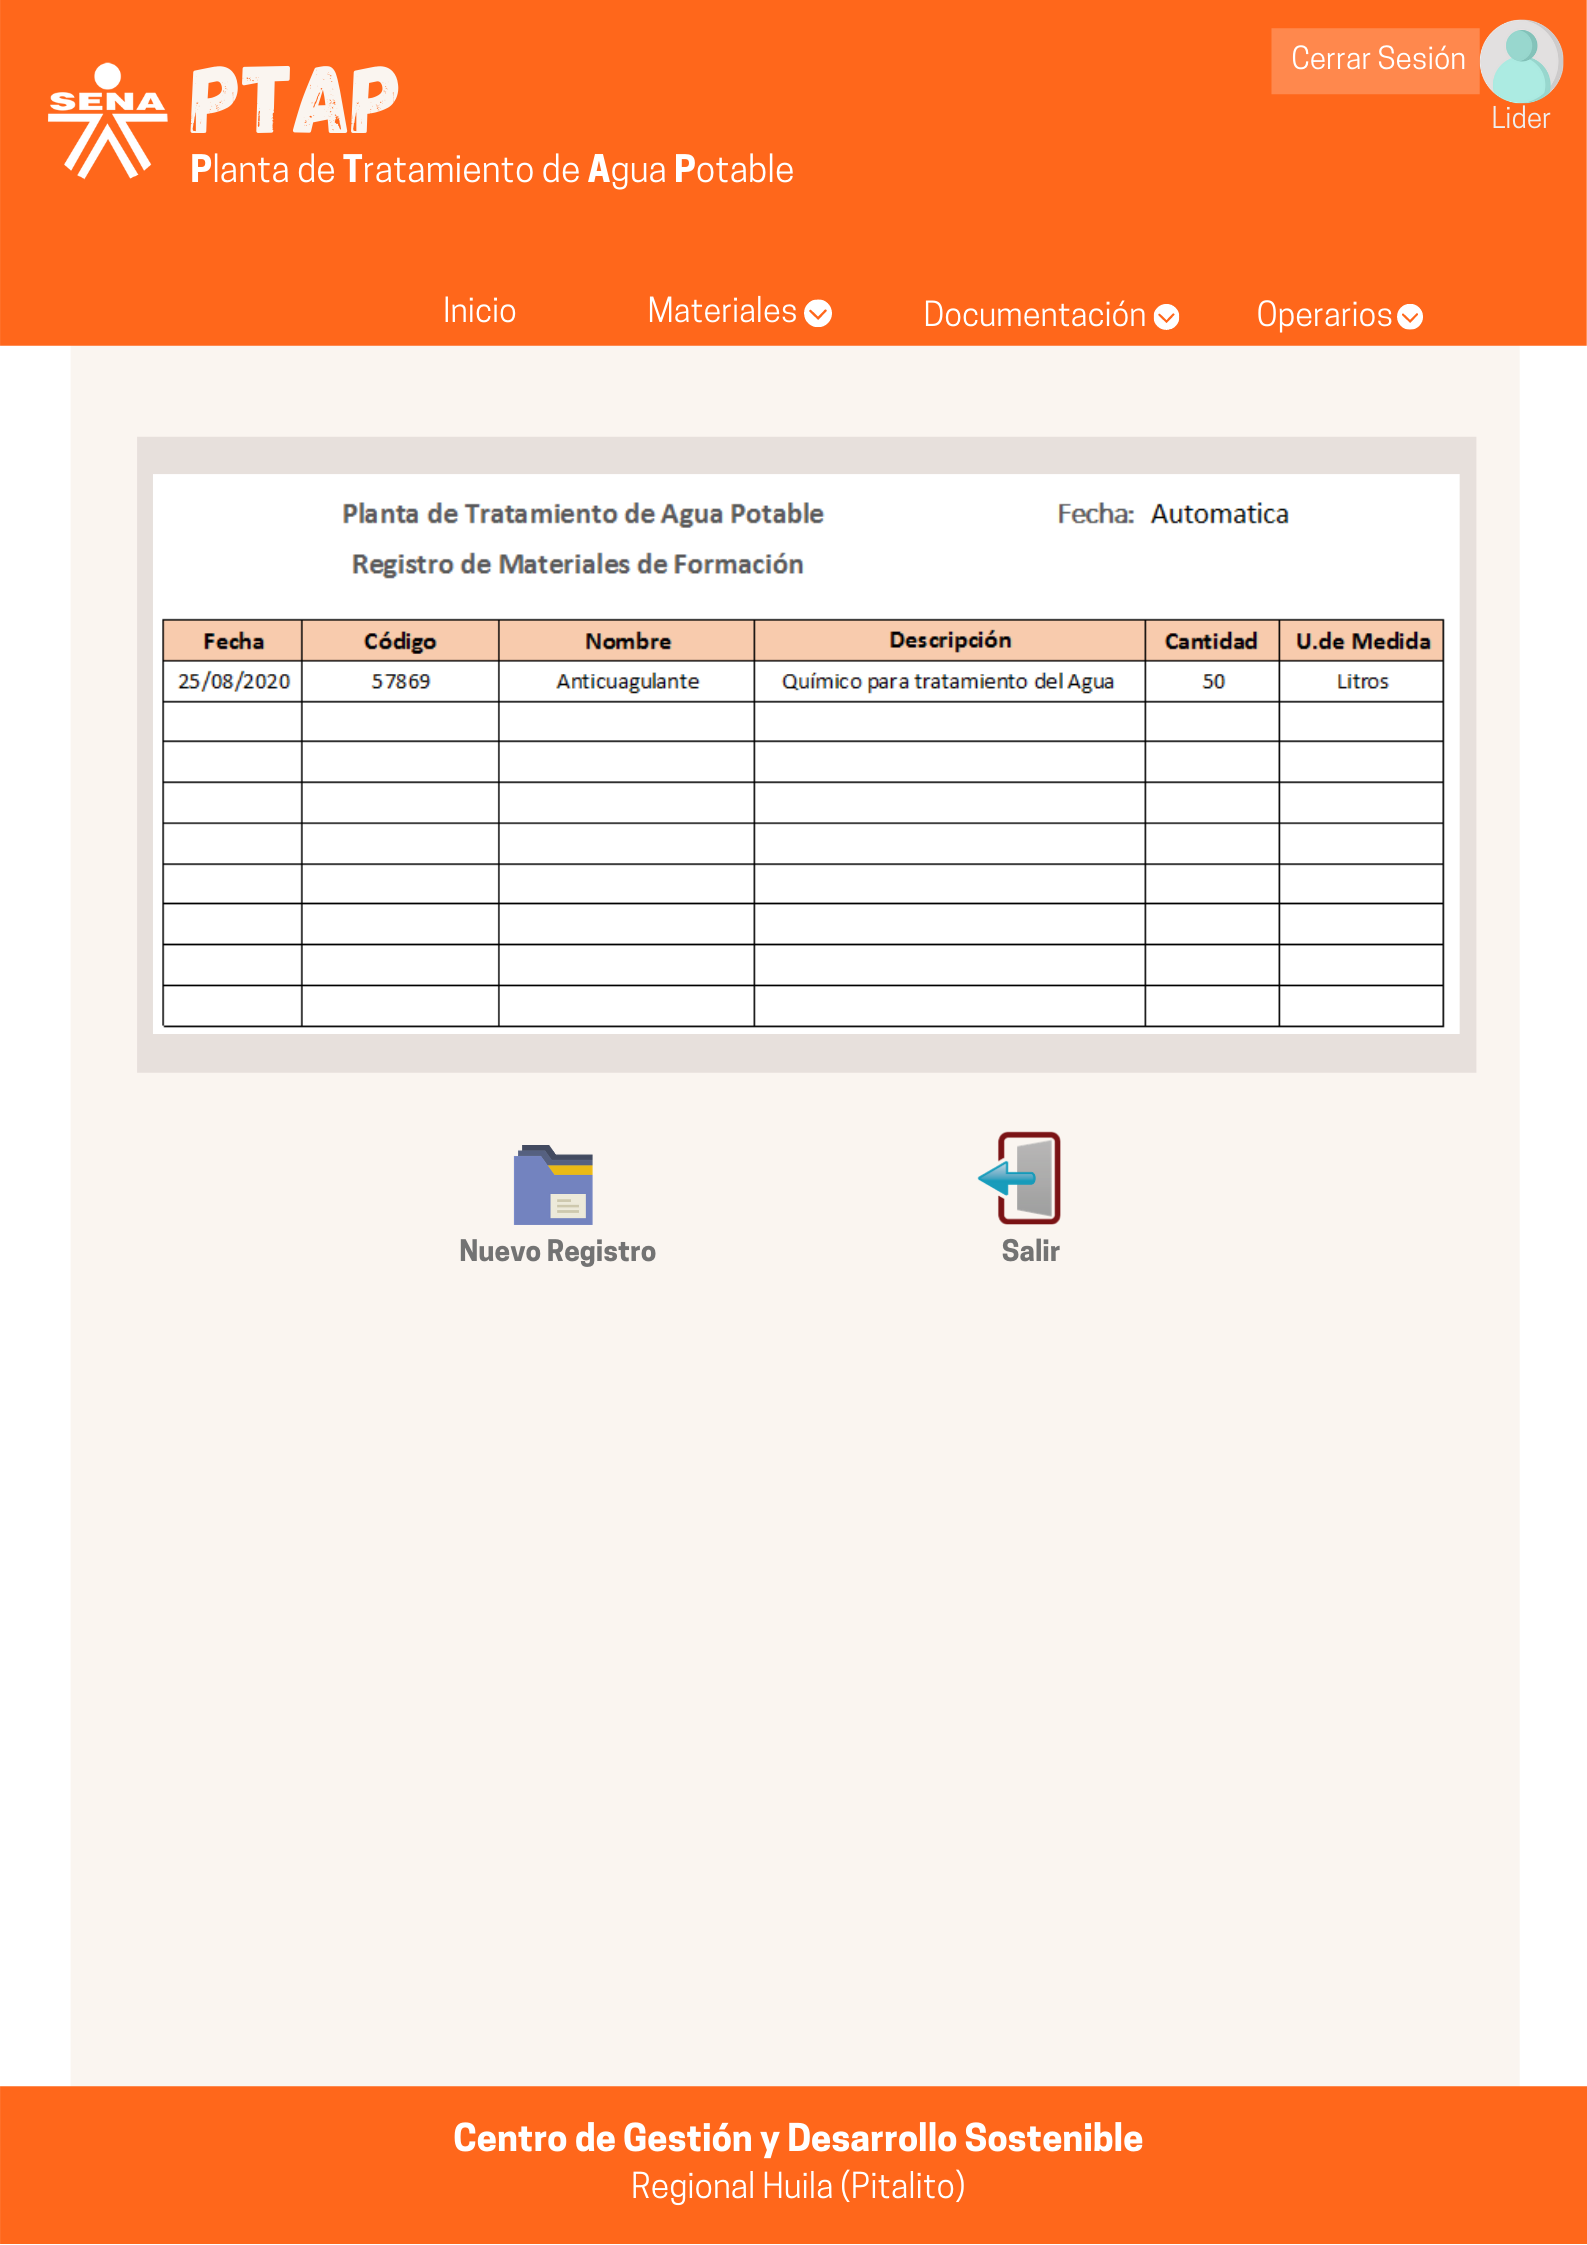 Cerrar Sesión
Lider
SENA
PTAP
Planta de Tratamiento de Agua Potable
Inicio Materiales Documentación Operarios
Planta de Tratamiento de Agua Potable Fecha: Automatica
Registro de Materiales de Formación
Fecha Código Nombre Descripción Cantidad U.de Medida
25/08/2020 57869 Anticuagulante Químico para tratamiento del Agua 50 Litros
Nuevo Registro Salir
Centro de Gestión y Desarrollo Sostenible
Regional Huila (Pitalito)